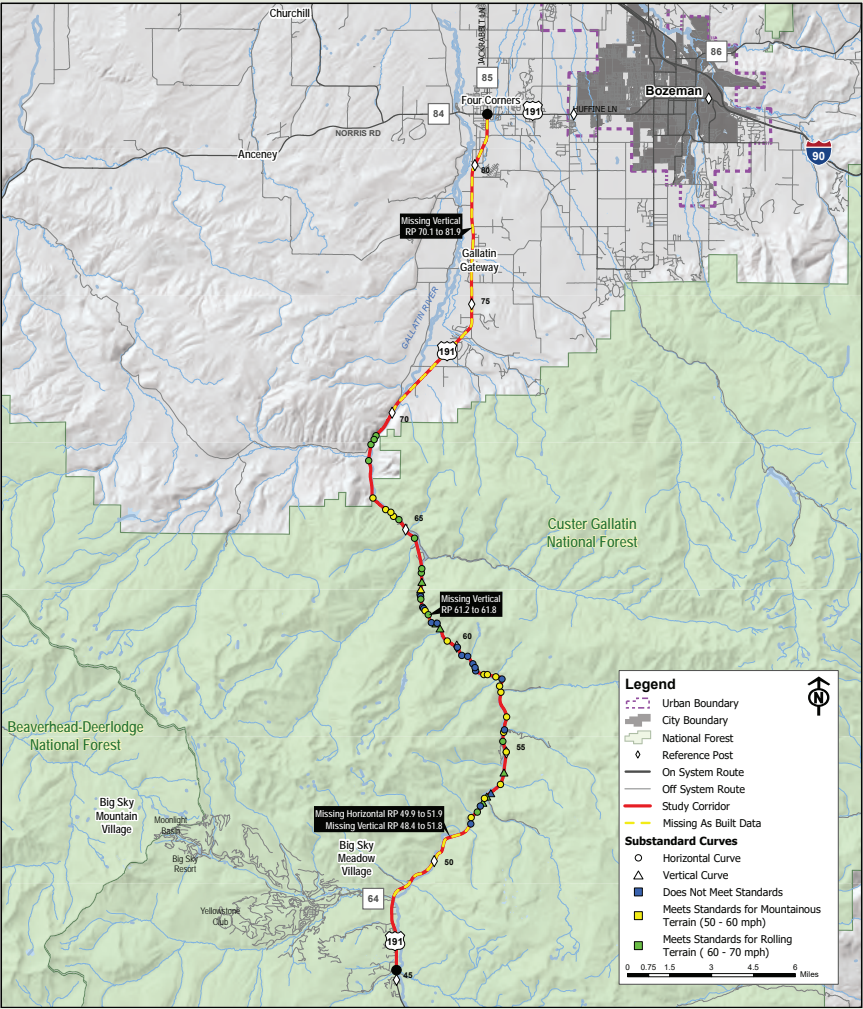 Churchill
JACKRABBIT LN
86
85
Bozeman
Four Corners
84
191
HUFFINE LN
NORRIS RD
90
Anceney
80
Missing Vertical
RP 70.1 to 81.9
Gallatin
Gateway
GALLATIN RIVER
75
191
70
65
Custer Gallatin
National Forest
Missing Vertical
RP 61.2 to 61.8
60
55
Beaverhead-Deerlodge
National Forest
Big Sky
Mountain
Village
Moonlight
Basin
Big Sky
Resort
Missing Horizontal RP 49.9 to 51.9
Missing Vertical RP 48.4 to 51.8
Big Sky
Meadow
Village
50
64
Yellowstone
Club
191
45
Legend
N
Urban Boundary
City Boundary
National Forest
Reference Post
On System Route
Off System Route
Study Corridor
Missing As Built Data
Substandard Curves
Horizontal Curve
Vertical Curve
Does Not Meet Standards
Meets Standards for Mountainous
Terrain (50 - 60 mph)
Meets Standards for Rolling
Terrain ( 60 - 70 mph)
0 0.75 1.5 3 4.5 6
Miles